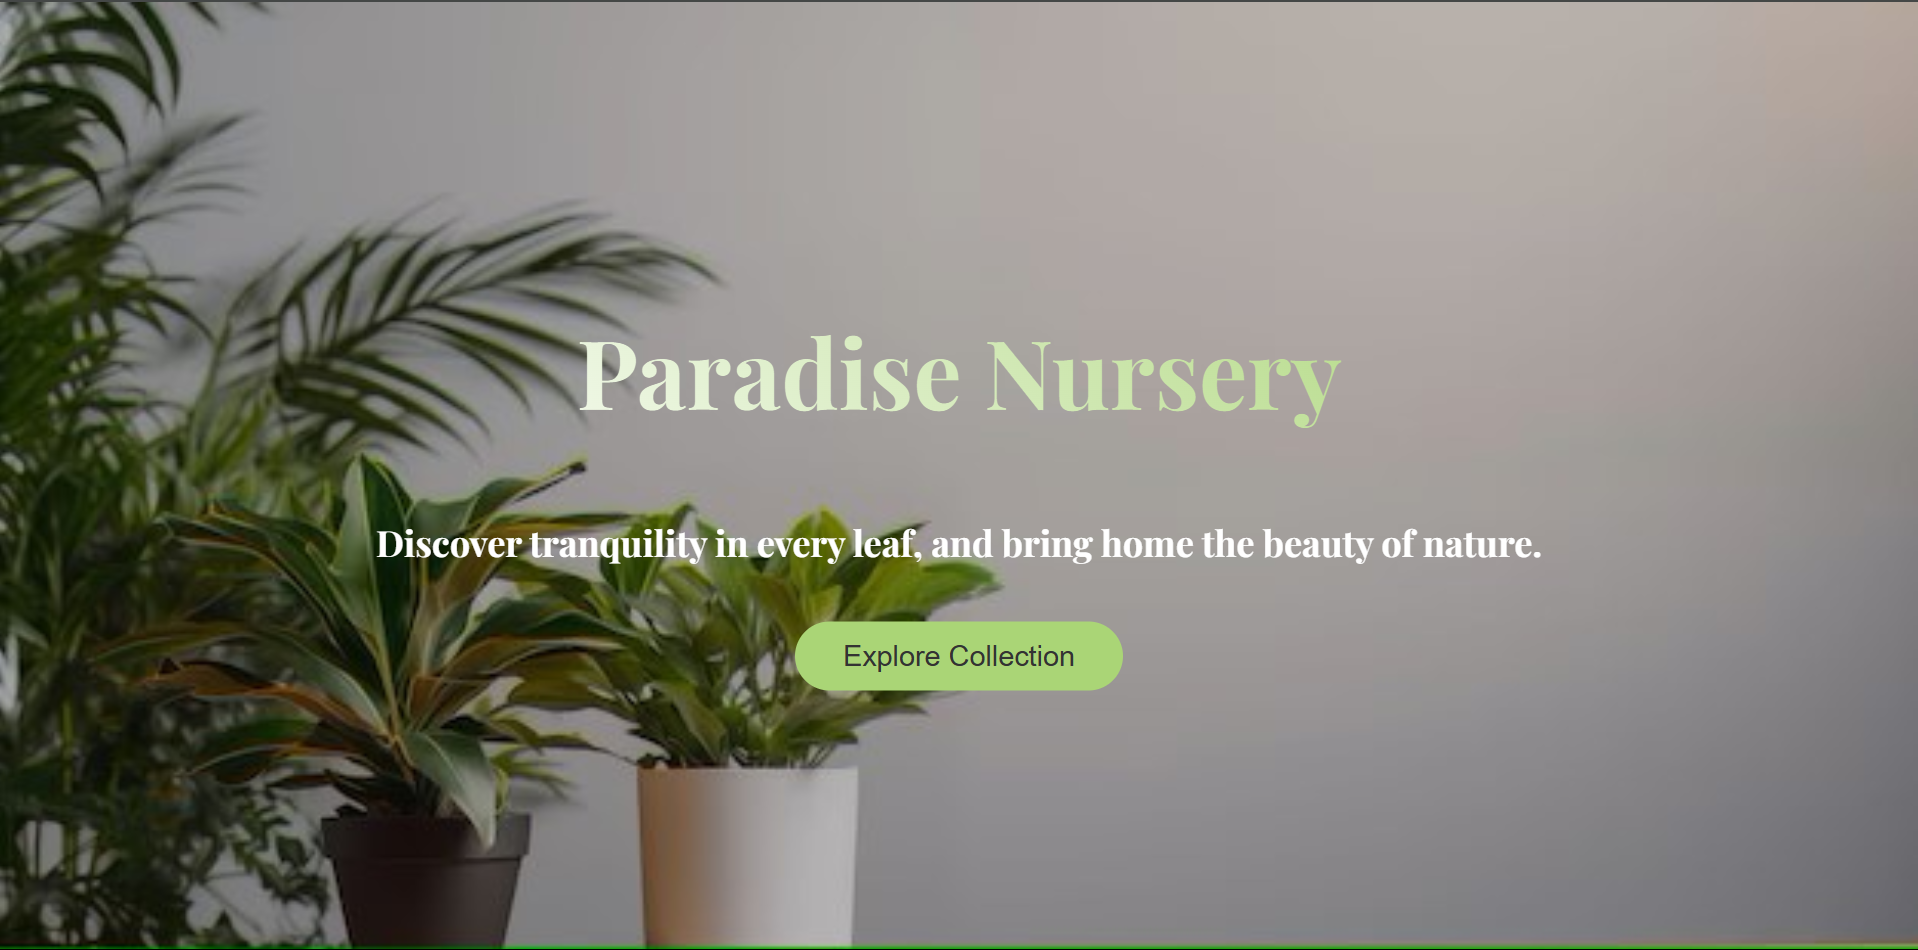 Paradise Nursery
Discover tranquility in every leaf, and bring home the beauty of nature.
Explore Collection